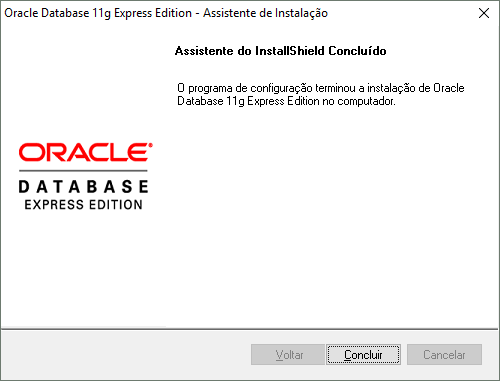 Oracle Database 11g Express Edition - Assistente de Instalação
Assistente do InstallShield Concluído
O programa de configuração terminou a instalação de Oracle
Database 11g Express Edition no computador.
ORACLE®
DATABASE
EXPRESS EDITION
Voltar
Concluir
Cancelar